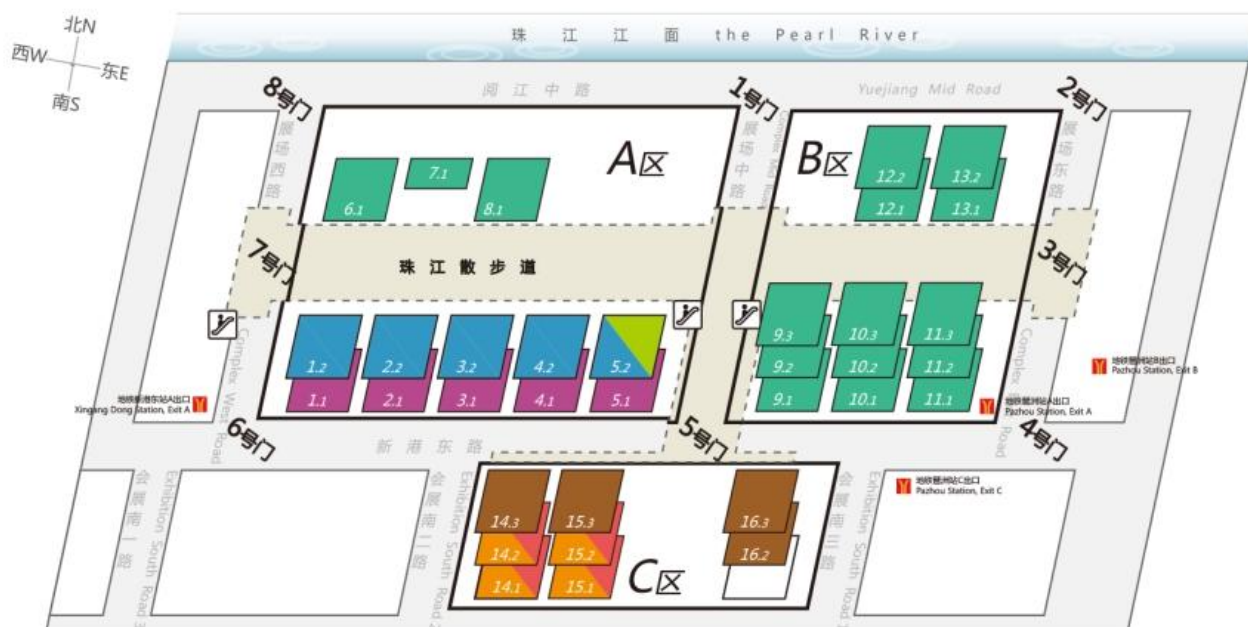 北N
西W
东E
南S
珠江江面 the Pearl River
阅江中路
Yuejiang Mid Road
8号门
1号门
2号门
展场西路
展场中路
Complex Mid Road
展场东路
A区
B区
6.1
7.1
8.1
12.2
13.2
12.1
13.1
7号门
珠江散步道
3号门
1.2
2.2
3.2
4.2
5.2
1.1
2.1
3.1
4.1
5.1
9.3
10.3
11.3
9.2
10.2
11.2
9.1
10.1
11.1
地铁新港东站A出口
Xingang Dong Station, Exit A
地铁琶洲站B出口
Pazhou Station, Exit B
地铁琶洲站A出口
Pazhou Station, Exit A
Complex West Road
6号门
新港东路
5号门
4号门
地铁琶洲站C出口
Pazhou Station, Exit C
会展南一路
Exhibition South Road
会展南二路
Exhibition South Road
会展南三路
Exhibition South Road
14.3
15.3
16.3
14.2
15.2
16.2
14.1
15.1
C区